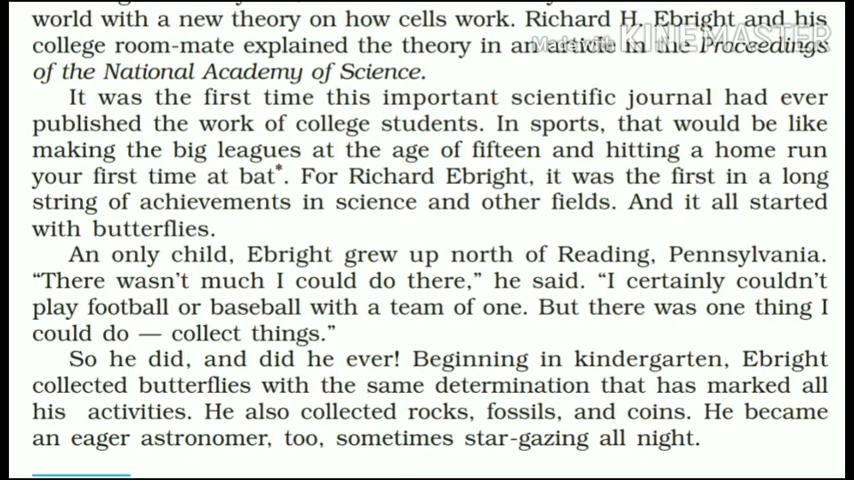 world with a new theory on how cells work. Richard H. Ebright and his
college room-mate explained the theory in an article in the Proceedings
of the National Academy of Science.
Made with KINEMASTER
It was the first time this important scientific journal had ever
published the work of college students. In sports, that would be like
making the big leagues at the age of fifteen and hitting a home run
your first time at bat*. For Richard Ebright, it was the first in a long
string of achievements in science and other fields. And it all started
with butterflies.
An only child, Ebright grew up north of Reading, Pennsylvania.
“There wasn’t much I could do there,” he said. “I certainly couldn’t
play football or baseball with a team of one. But there was one thing I
could do — collect things.”
So he did, and did he ever! Beginning in kindergarten, Ebright
collected butterflies with the same determination that has marked all
his activities. He also collected rocks, fossils, and coins. He became
an eager astronomer, too, sometimes star-gazing all night.